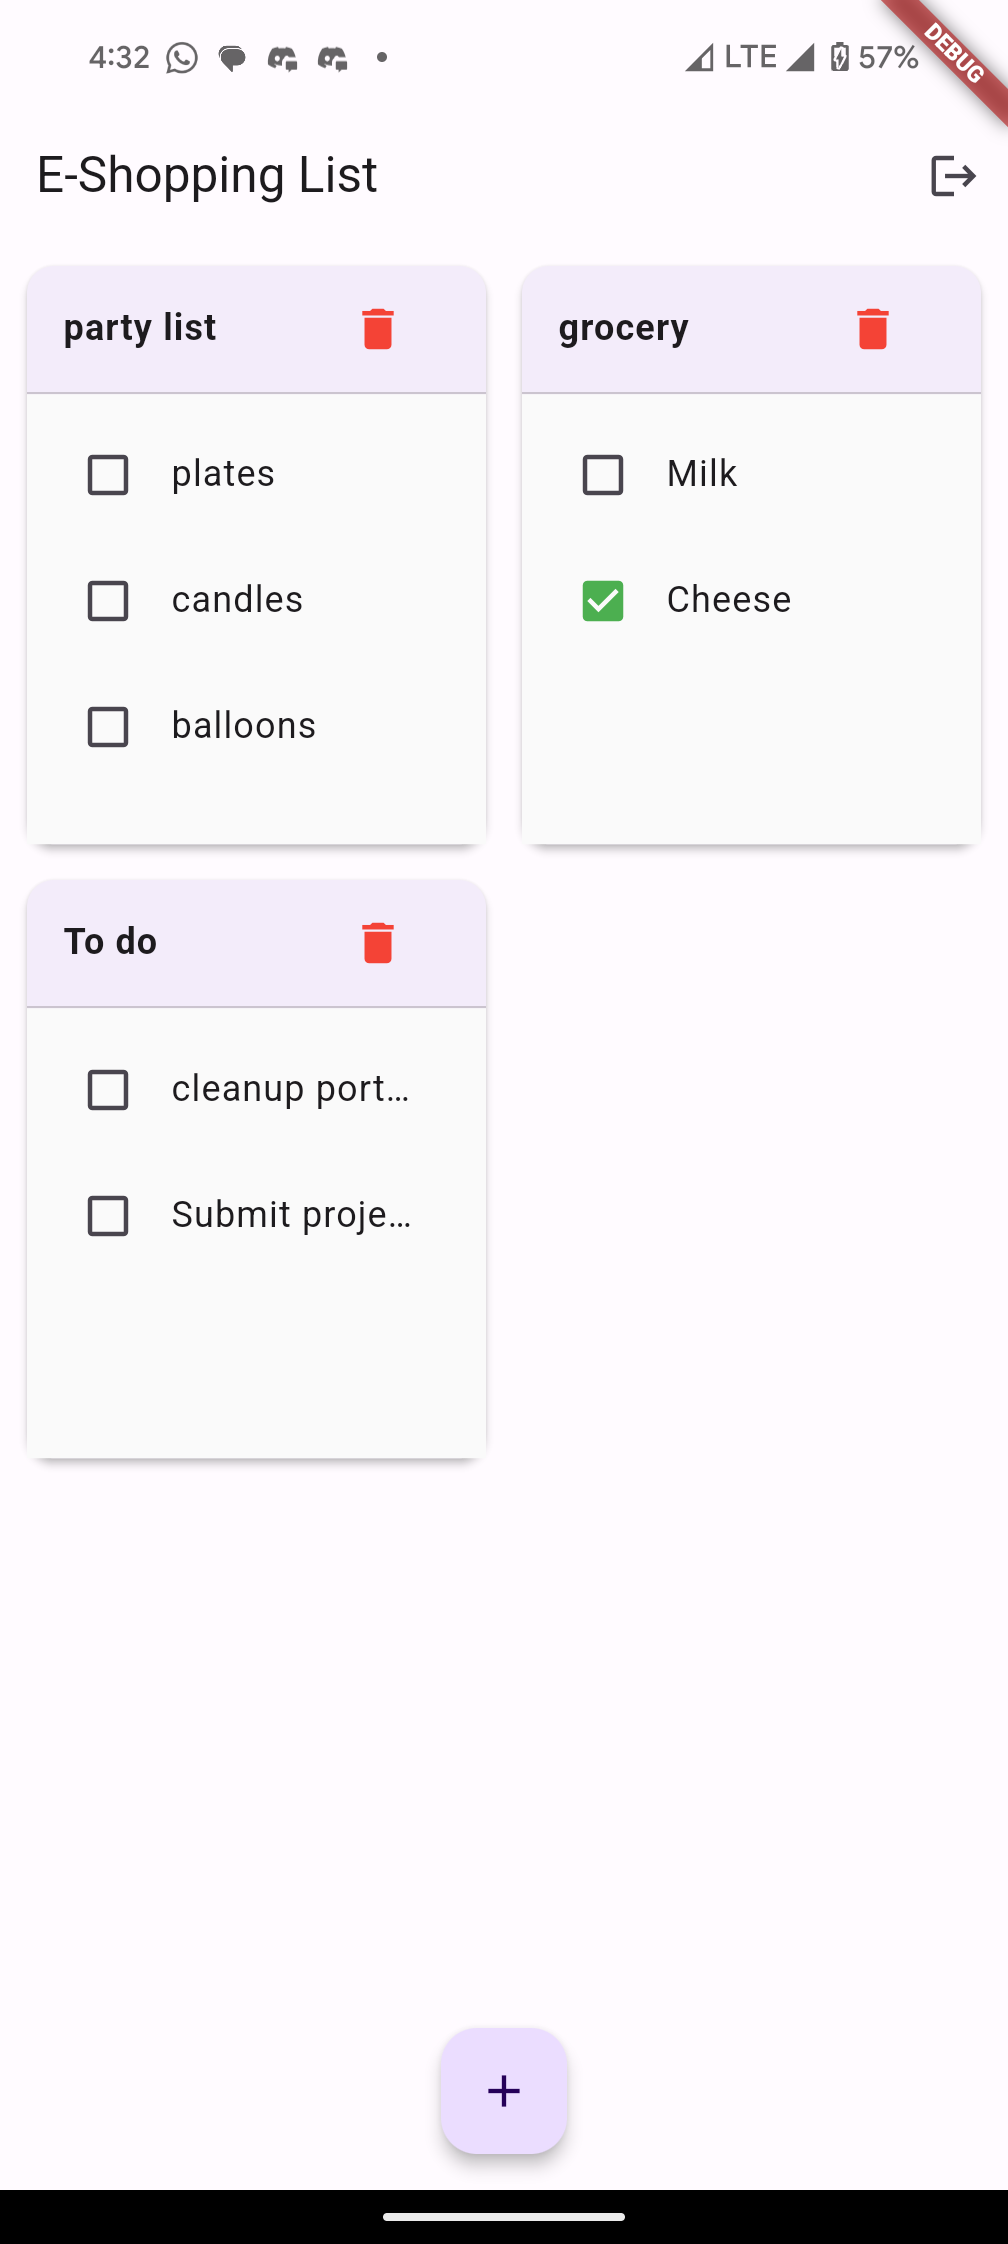 4:32
LTE 57%
DEBUG
E-Shopping List
party list
plates
candles
balloons
grocery
Milk
Cheese
To do
cleanup port...
Submit proje...